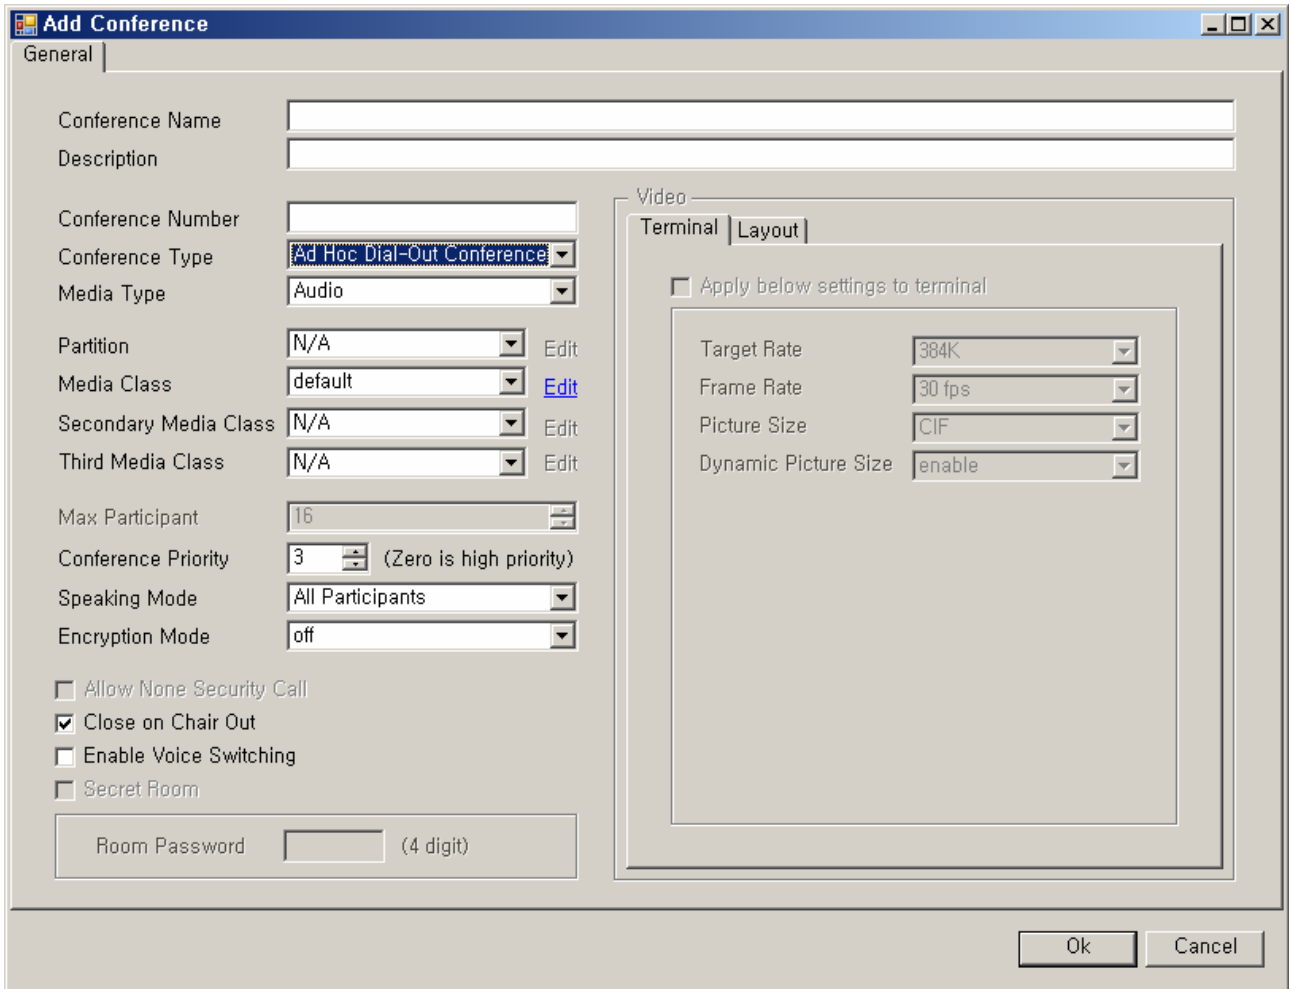 Add Conference
General
Conference Name
Description
Conference Number
Conference Type Ad Hoc Dial-Out Conference
Media Type Audio
Partition N/A Edit
Media Class default Edit
Secondary Media Class N/A Edit
Third Media Class N/A Edit
Max Participant 16
Conference Priority 3 (Zero is high priority)
Speaking Mode All Participants
Encryption Mode off
Allow None Security Call
Close on Chair Out
Enable Voice Switching
Secret Room
Room Password (4 digit)
Video
Terminal Layout
Apply below settings to terminal
Target Rate 384K
Frame Rate 30 fps
Picture Size CIF
Dynamic Picture Size enable
Ok Cancel